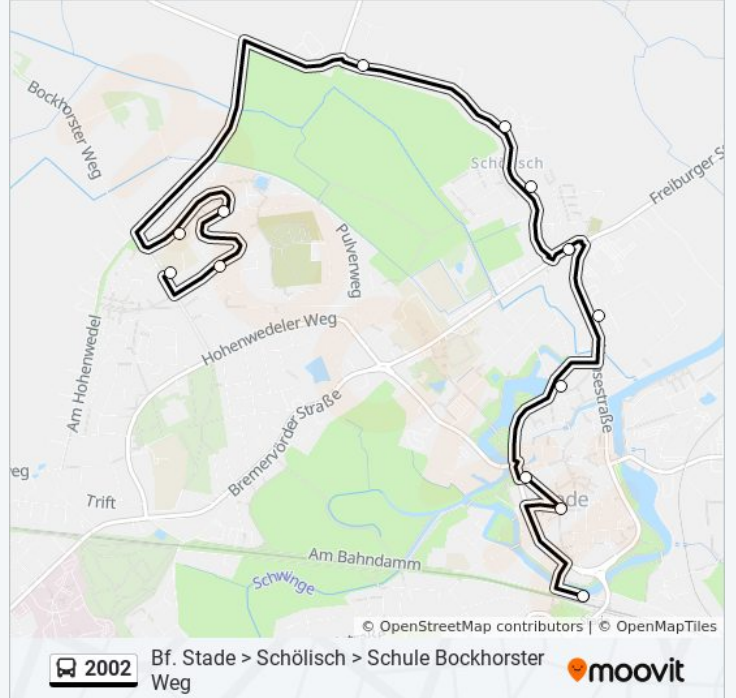 Bockhorster Weg
Freiburger S
Pulverweg
Hohenwedeler Weg
Am Hohenwedel
Bremervörder Straße
sestraße
eg
Trift
ade
Am Bahndamm
Schwinge
© OpenStreetMap contributors | © OpenMapTiles
2002
Bf. Stade > Schölisch > Schule Bockhorster
Weg
moovit